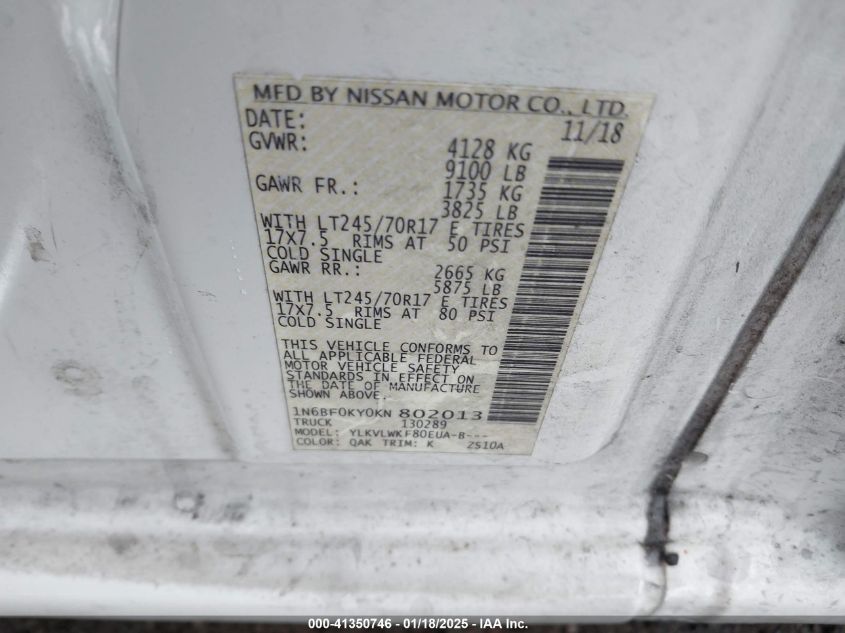 MFD BY NISSAN MOTOR CO., LTD.
DATE: 11/18
GVWR: 4128 KG
9100 LB
GAWR FR.: 1735 KG
3825 LB
WITH LT245/70R17 E TIRES
17X7.5 RIMS AT 50 PSI
COLD SINGLE
GAWR RR.: 2665 KG
5875 LB
WITH LT245/70R17 E TIRES
17X7.5 RIMS AT 80 PSI
COLD SINGLE
THIS VEHICLE CONFORMS TO
ALL APPLICABLE FEDERAL
MOTOR VEHICLE SAFETY
STANDARDS IN EFFECT ON
THE DATE OF MANUFACTURE
SHOWN ABOVE.
1N6BF0KY0KN 802013
TRUCK 130289
MODEL: YLKVLWKF80EUA-B---
COLOR: QAK TRIM: K ZS10A
000-41350746 - 01/18/2025 - IAA Inc.